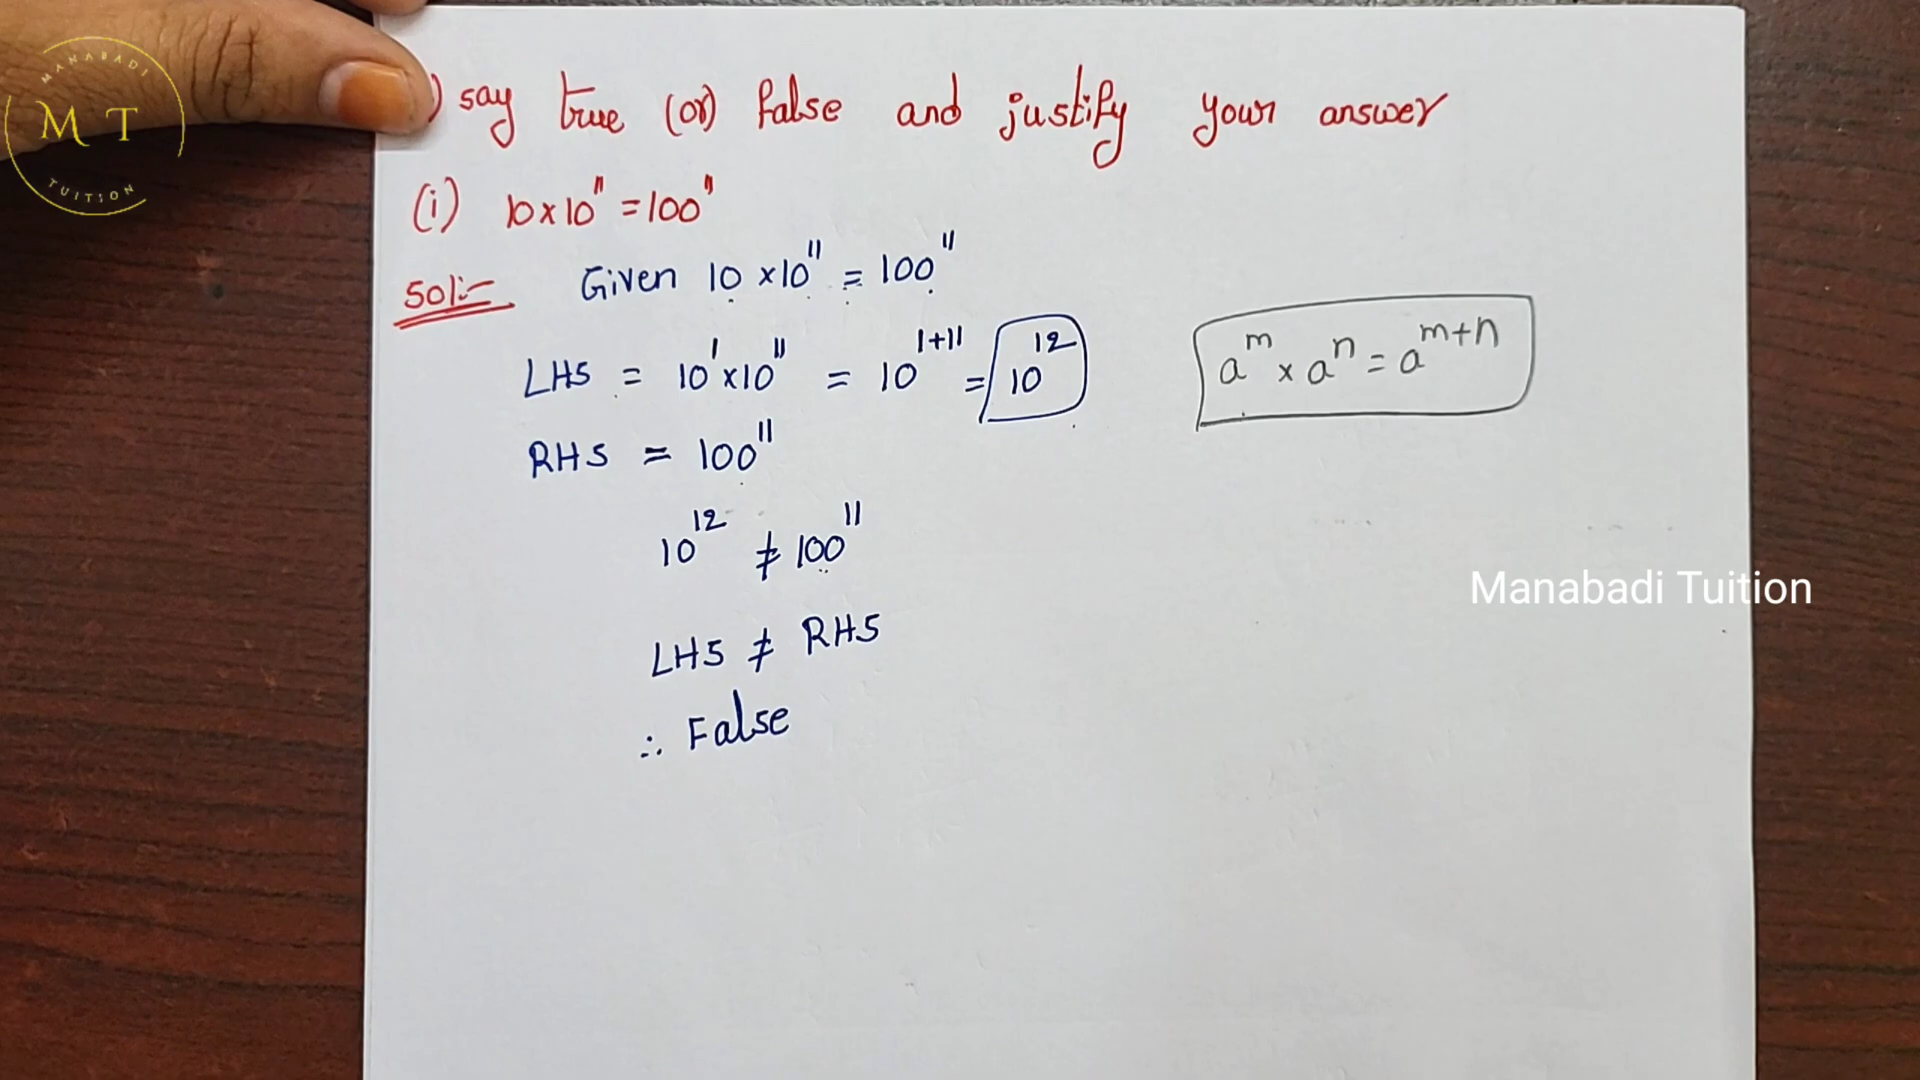 MANABADI
M T
TUITION
) say true (or) false and justify your answer
(i) 10×10¹¹ = 100¹¹
Sol:-
Given 10 ×10¹¹ = 100¹¹
LHS = 10¹×10¹¹ = 10¹⁺¹¹ = 10¹²
aᵐ × aⁿ = aᵐ⁺ⁿ
RHS = 100¹¹
10¹² ≠ 100¹¹
Manabadi Tuition
LHS ≠ RHS
∴ False